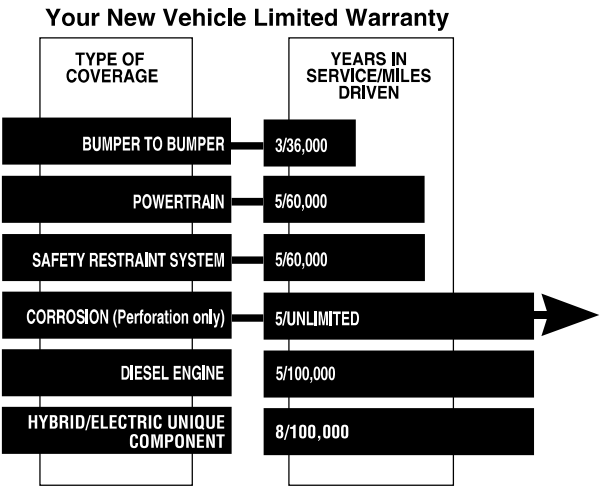 Your New Vehicle Limited Warranty
TYPE OF
COVERAGE
YEARS IN
SERVICE/MILES
DRIVEN
BUMPER TO BUMPER
3/36,000
POWERTRAIN
5/60,000
SAFETY RESTRAINT SYSTEM
5/60,000
CORROSION (Perforation only)
5/UNLIMITED
DIESEL ENGINE
5/100,000
HYBRID/ELECTRIC UNIQUE
COMPONENT
8/100,000